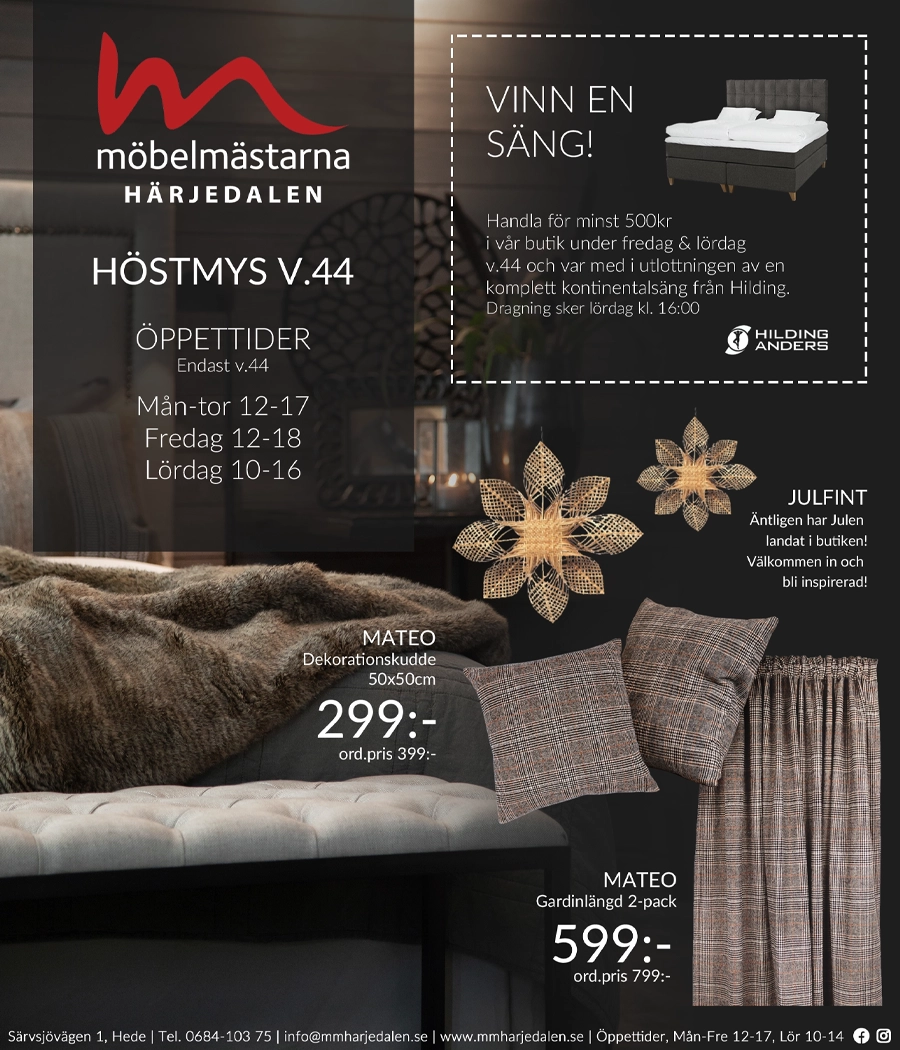 möbelmästarna
HÄRJEDALEN
HÖSTMYS V.44
ÖPPETTIDER
Endast v.44
Mån-tor 12-17
Fredag 12-18
Lördag 10-16
VINN EN
SÄNG!
Handla för minst 500kr
i vår butik under fredag & lördag
v.44 och var med i utlottningen av en
komplett kontinentalsäng från Hilding.
Dragning sker lördag kl. 16:00
HILDING
ANDERS
JULFINT
Äntligen har Julen
landat i butiken!
Välkommen in och
bli inspirerad!
MATEO
Dekorationskudde
50x50cm
299:-
ord.pris 399:-
MATEO
Gardinlängd 2-pack
599:-
ord.pris 799:-
Särvsjövägen 1, Hede | Tel. 0684-103 75 | info@mmharjedalen.se | www.mmharjedalen.se | Öppettider, Mån-Fre 12-17, Lör 10-14